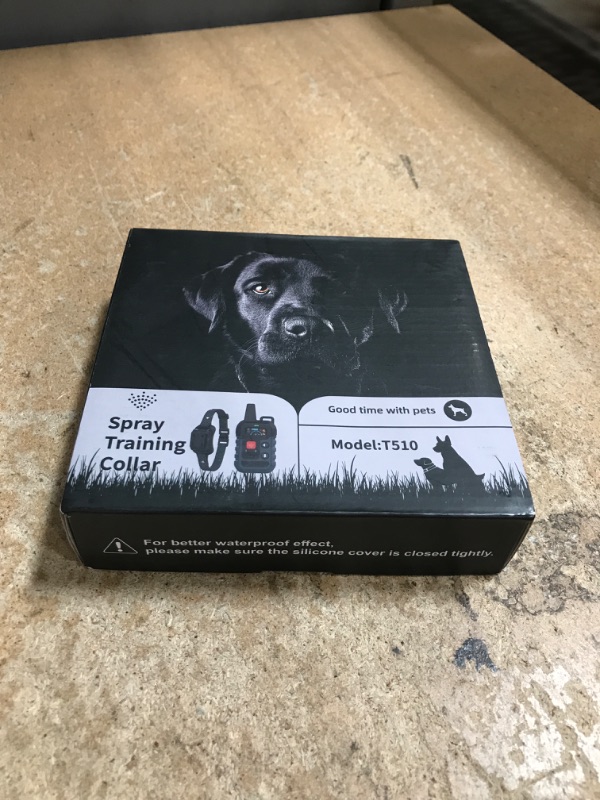 Spray
Training
Collar
Good time with pets
Model:T510
For better waterproof effect,
please make sure the silicone cover is closed tightly.